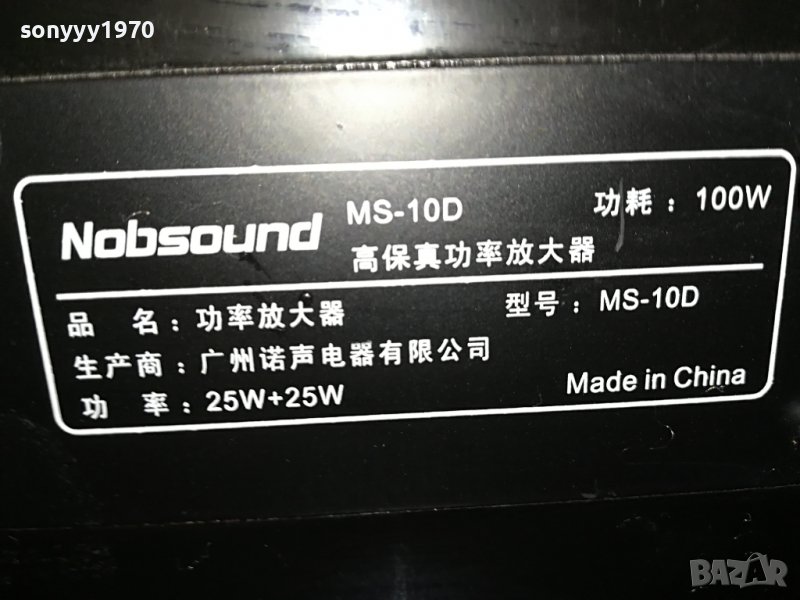 sonyyy1970
Nobsound MS-10D 功耗：100W
高保真功率放大器
品 名：功率放大器 型号：MS-10D
生产商：广州诺声电器有限公司
功 率：25W+25W Made in China
BAZAR